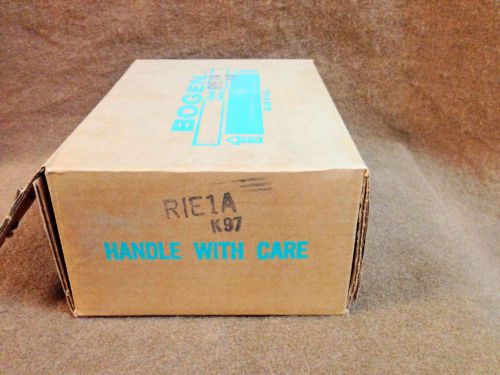 BOGEN
RIE1A
K97
HANDLE WITH CARE